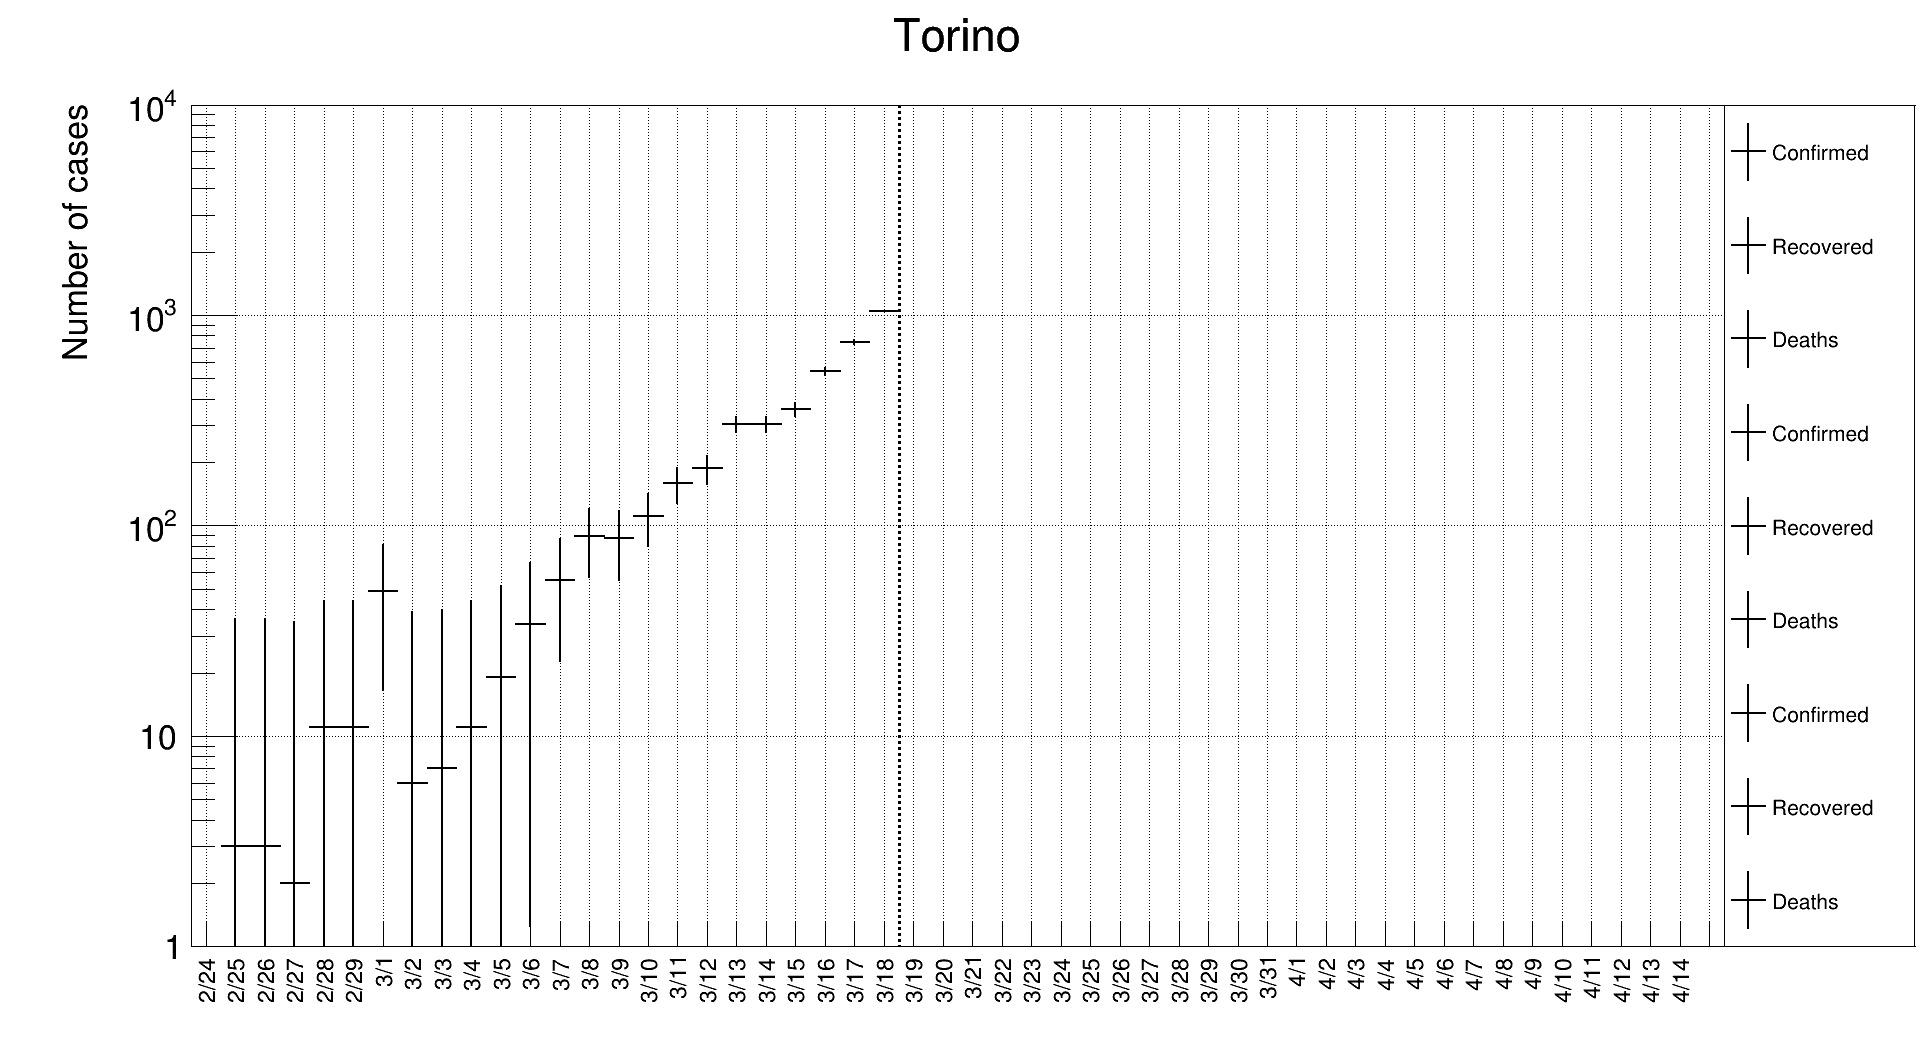 Torino
Number of cases
10^4
10^3
10^2
10
1
2/24 2/25 2/26 2/27 2/28 2/29 3/1 3/2 3/3 3/4 3/5 3/6 3/7 3/8 3/9 3/10 3/11 3/12 3/13 3/14 3/15 3/16 3/17 3/18 3/19 3/20 3/21 3/22 3/23 3/24 3/25 3/26 3/27 3/28 3/29 3/30 3/31 4/1 4/2 4/3 4/4 4/5 4/6 4/7 4/8 4/9 4/10 4/11 4/12 4/13 4/14
Confirmed
Recovered
Deaths
Confirmed
Recovered
Deaths
Confirmed
Recovered
Deaths